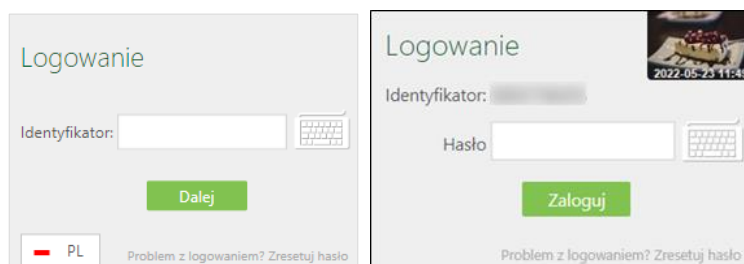 Logowanie
Identyfikator:
Dalej
PL
Problem z logowaniem? Zresetuj hasło
Logowanie
2022-05-23 11:45
Identyfikator:
Hasło
Zaloguj
Problem z logowaniem? Zresetuj hasło